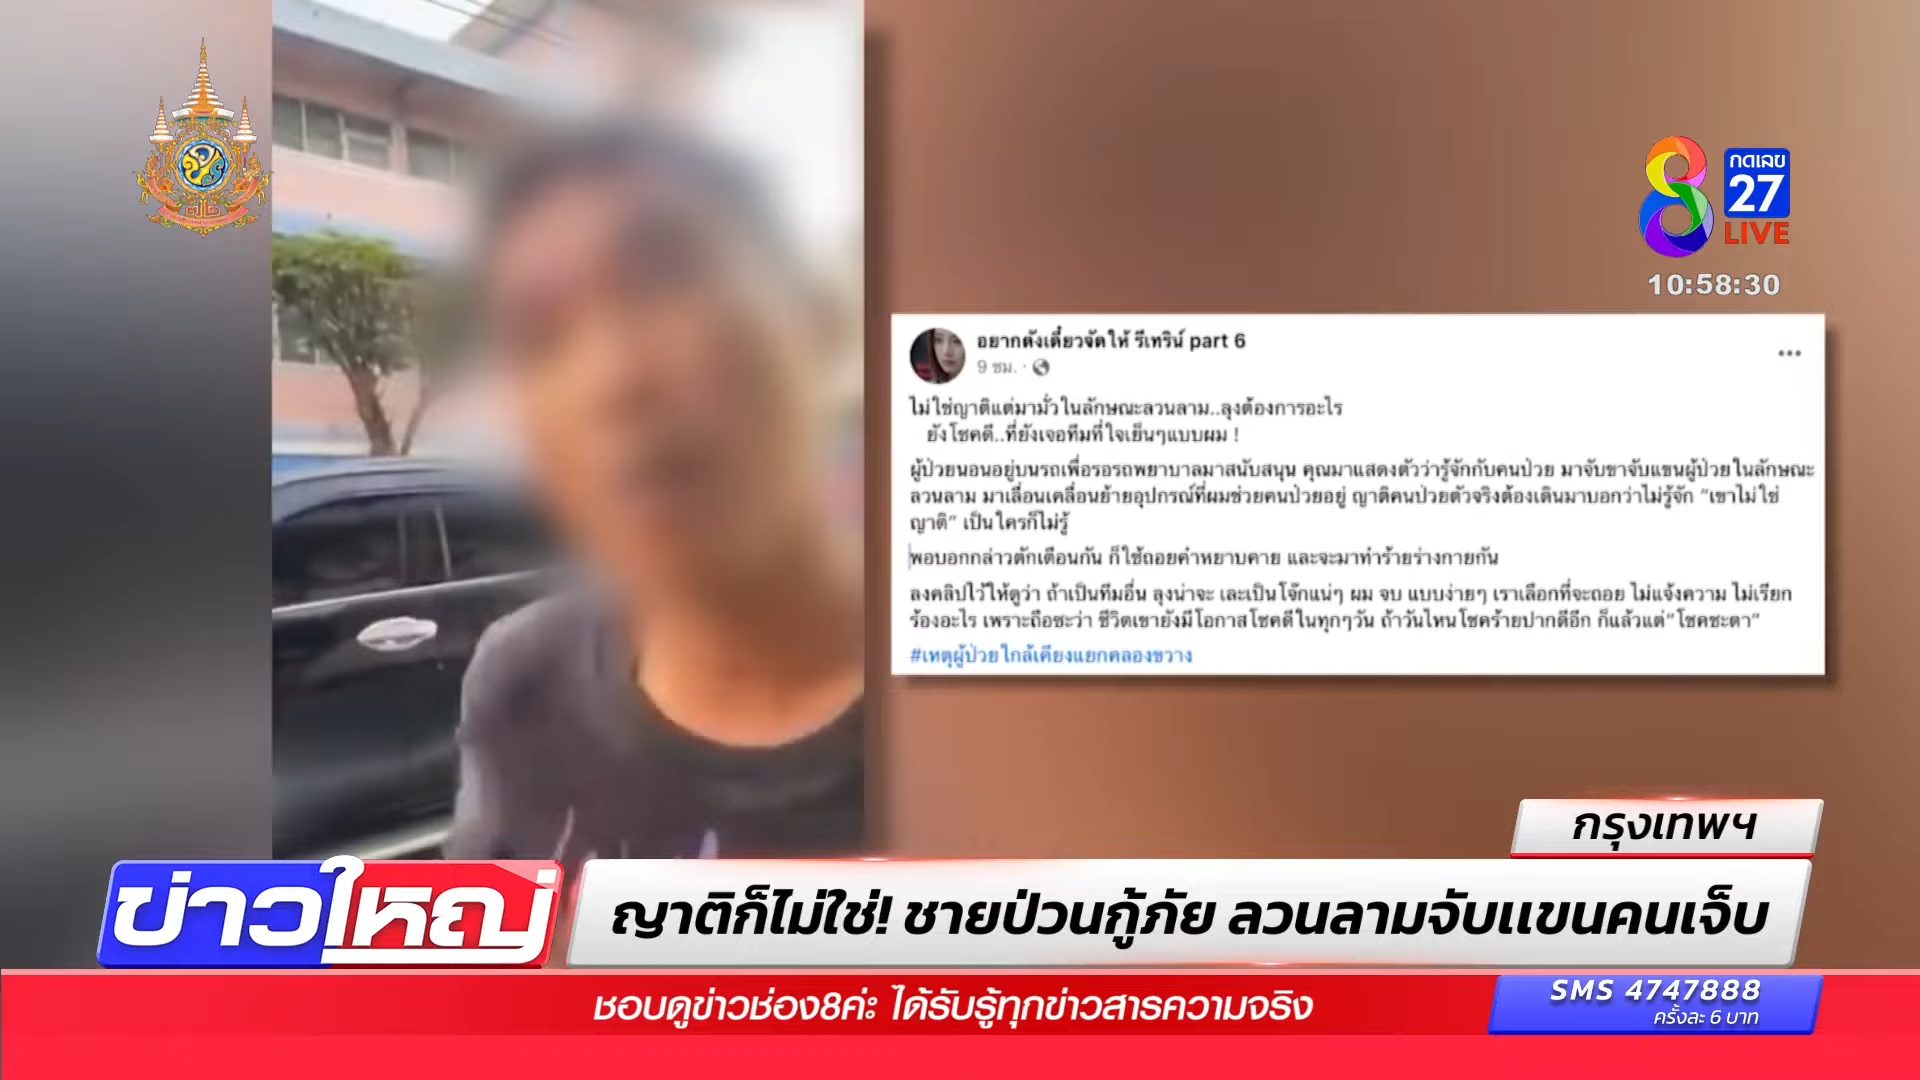 ๗๒
กดเลข
8 27
LIVE
10:58:30
อยากดังเดี๋ยวจัดให้ รีเทริน์ part 6
9 ชม.
ไม่ใช่ญาติแต่มามั่วในลักษณะลวนลาม..ลุงต้องการอะไร
ยังโชคดี..ที่ยังเจอทีมที่ใจเย็นๆแบบผม !
ผู้ป่วยนอนอยู่บนรถเพื่อรอรถพยาบาลมาสนับสนุน คุณมาแสดงตัวว่ารู้จักกับคนป่วย มาจับขาจับแขนผู้ป่วยในลักษณะ
ลวนลาม มาเลื่อนเคลื่อนย้ายอุปกรณ์ที่ผมช่วยคนป่วยอยู่ ญาติคนป่วยตัวจริงต้องเดินมาบอกว่าไม่รู้จัก “เขาไม่ใช่
ญาติ” เป็นใครก็ไม่รู้
พอบอกกล่าวตักเตือนกัน ก็ใช้ถอยคำหยาบคาย และจะมาทำร้ายร่างกายกัน
ลงคลิปไว้ให้ดูว่า ถ้าเป็นทีมอื่น ลุงน่าจะ เละเป็นโจ๊กแน่ๆ ผม จบ แบบง่ายๆ เราเลือกที่จะถอย ไม่แจ้งความ ไม่เรียก
ร้องอะไร เพราะถือซะว่า ชีวิตเขายังมีโอกาสโชคดีในทุกๆวัน ถ้าวันไหนโชคร้ายปากดีอีก ก็แล้วแต่”โชคชะตา”
#เหตุผู้ป่วยใกล้เคียงแยกคลองขวาง
กรุงเทพฯ
ข่าวใหญ่
ญาติก็ไม่ใช่! ชายป่วนกู้ภัย ลวนลามจับแขนคนเจ็บ
ชอบดูข่าวช่อง8ค่ะ ได้รับรู้ทุกข่าวสารความจริง
SMS 4747888
ครั้งละ 6 บาท